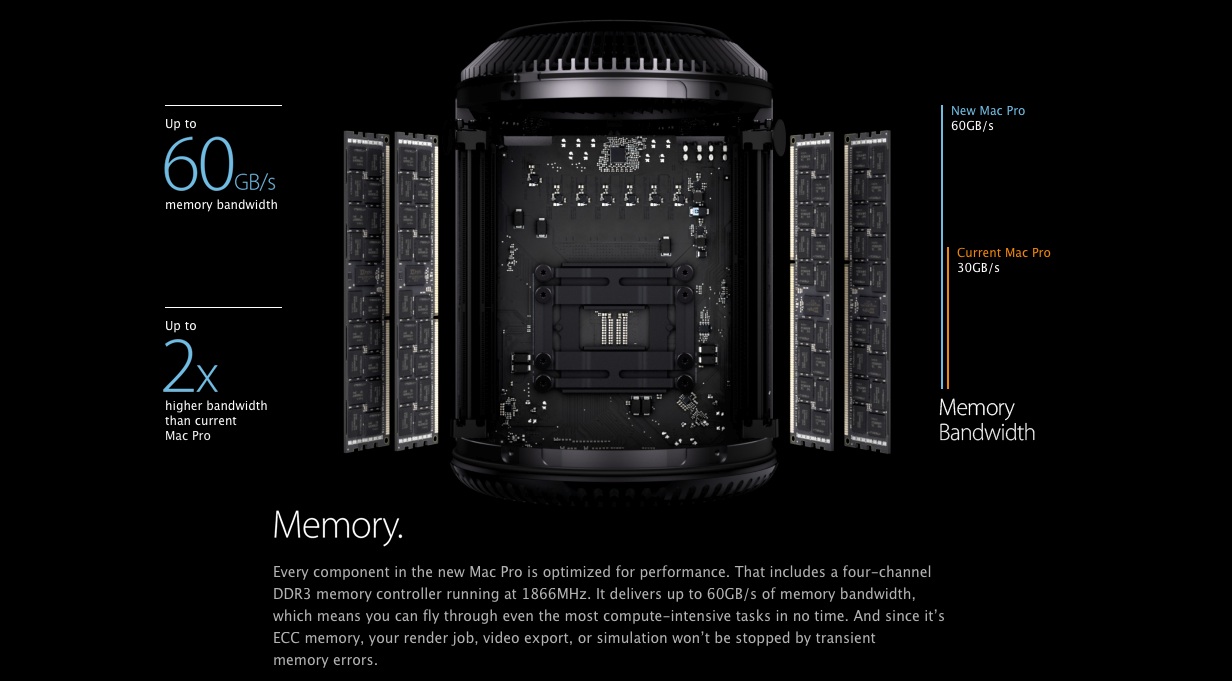 Up to
60GB/s
memory bandwidth
Up to
2x
higher bandwidth
than current
Mac Pro
New Mac Pro
60GB/s
Current Mac Pro
30GB/s
Memory
Bandwidth
Memory.
Every component in the new Mac Pro is optimized for performance. That includes a four-channel
DDR3 memory controller running at 1866MHz. It delivers up to 60GB/s of memory bandwidth,
which means you can fly through even the most compute-intensive tasks in no time. And since it’s
ECC memory, your render job, video export, or simulation won’t be stopped by transient
memory errors.